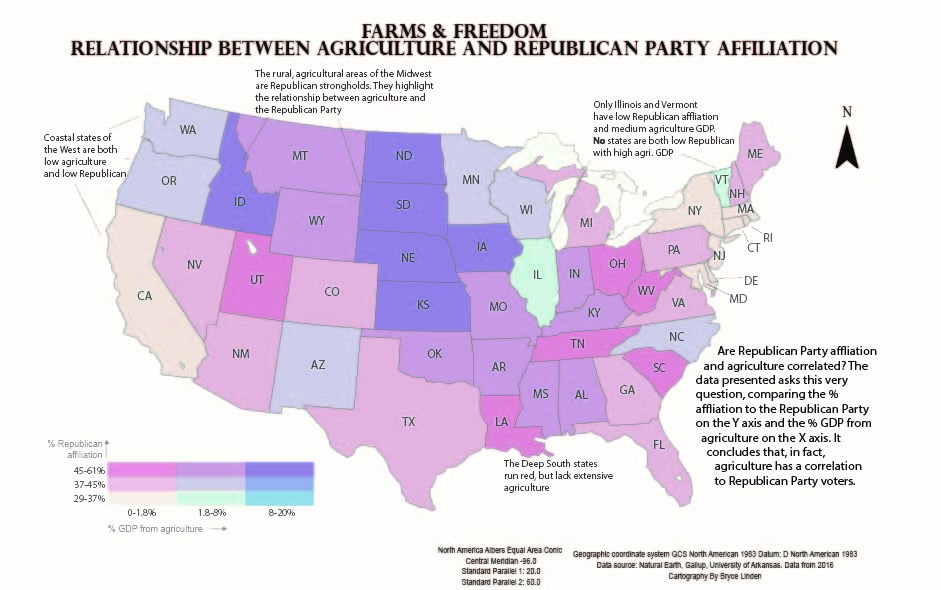 FARMS & FREEDOM
RELATIONSHIP BETWEEN AGRICULTURE AND REPUBLICAN PARTY AFFILIATION
The rural, agricultural areas of the Midwest
are Republican strongholds. They highlight
the relationship between agriculture and
the Republican Party
Only Illinois and Vermont
have low Republican affliation
and medium agriculture GDP.
No states are both low Republican
with high agri. GDP
N
Coastal states of
the West are both
low agriculture
and low Republican
WA
OR
ID
MT
WY
ND
SD
NE
KS
MN
IA
WI
IL
MI
IN
OH
PA
NY
VT
NH
ME
MA
RI
CT
NJ
DE
MD
WV
VA
KY
CA
NV
UT
CO
NM
AZ
OK
TX
MO
AR
LA
MS
AL
TN
NC
SC
GA
FL
Are Republican Party affliation
and agriculture correlated? The
data presented asks this very
question, comparing the %
affliation to the Republican Party
on the Y axis and the % GDP from
agriculture on the X axis. It
concludes that, in fact,
agriculture has a correlation
to Republican Party voters.
The Deep South states
run red, but lack extensive
agriculture
% Republican
affiliation
45-61%
37-45%
29-37%
0-1.8%
1.8-8%
8-20%
% GDP from agriculture
North America Albers Equal Area Conic
Central Meridian -96.0
Standard Parallel 1: 20.0
Standard Parallel 2: 60.0
Geographic coordinate system GCS North American 1983 Datum: D North American 1983
Data source: Natural Earth, Gallup, University of Arkansas. Data from 2016
Cartography By Bryce Linden